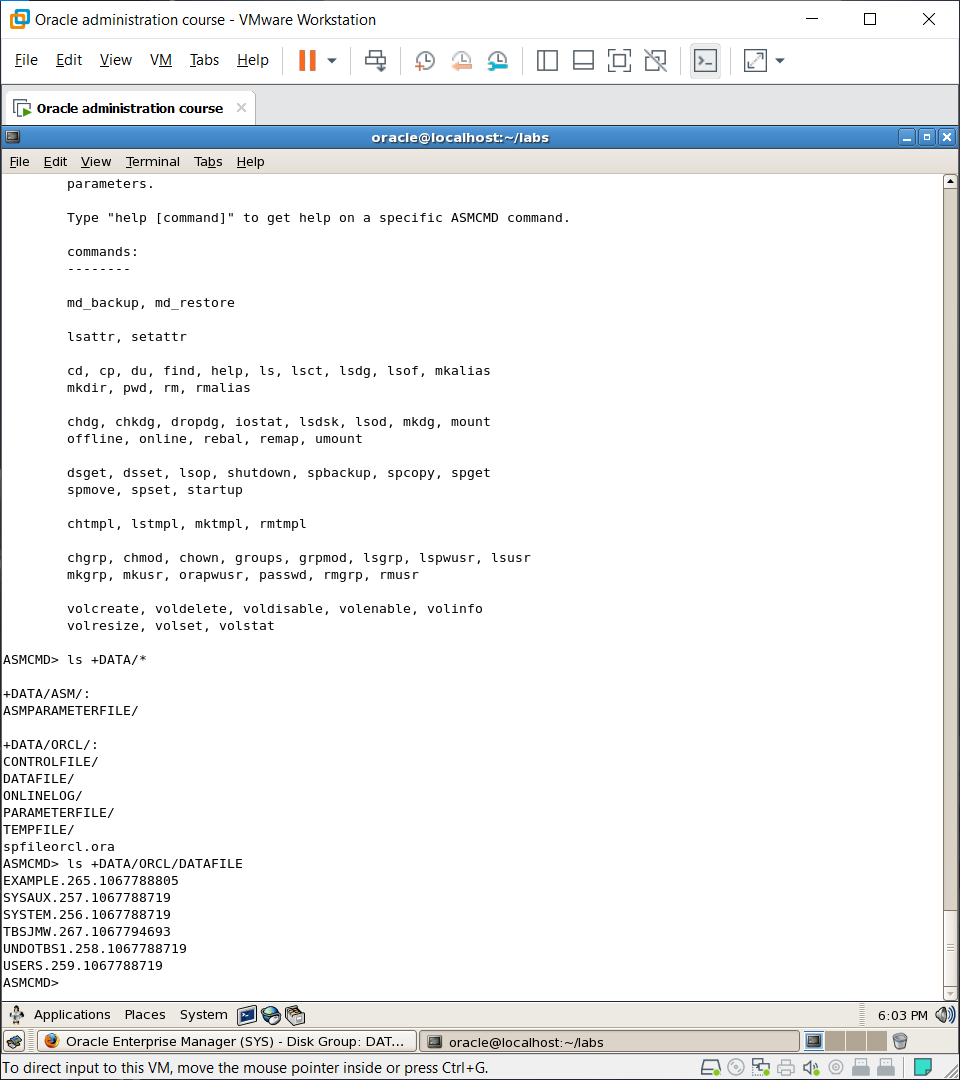 Oracle administration course - VMware Workstation
File Edit View VM Tabs Help
Oracle administration course
oracle@localhost:~/labs
File Edit View Terminal Tabs Help
parameters.
Type "help [command]" to get help on a specific ASMCMD command.
commands:
--------
md_backup, md_restore
lsattr, setattr
cd, cp, du, find, help, ls, lsct, lsdg, lsof, mkalias
mkdir, pwd, rm, rmalias
chdg, chkdg, dropdg, iostat, lsdsk, lsod, mkdg, mount
offline, online, rebal, remap, umount
dsget, dsset, lsop, shutdown, spbackup, spcopy, spget
spmove, spset, startup
chtmpl, lstmpl, mktmpl, rmtmpl
chgrp, chmod, chown, groups, grpmod, lsgrp, lspwusr, lsusr
mkgrp, mkusr, orapwusr, passwd, rmgrp, rmusr
volcreate, voldelete, voldisable, volenable, volinfo
volresize, volset, volstat
ASMCMD> ls +DATA/*
+DATA/ASM/:
ASMPARAMETERFILE/
+DATA/ORCL/:
CONTROLFILE/
DATAFILE/
ONLINELOG/
PARAMETERFILE/
TEMPFILE/
spfileorcl.ora
ASMCMD> ls +DATA/ORCL/DATAFILE
EXAMPLE.265.1067788805
SYSAUX.257.1067788719
SYSTEM.256.1067788719
TBSJMW.267.1067794693
UNDOTBS1.258.1067788719
USERS.259.1067788719
ASMCMD>
Applications Places System 6:03 PM
Oracle Enterprise Manager (SYS) - Disk Group: DAT... oracle@localhost:~/labs
To direct input to this VM, move the mouse pointer inside or press Ctrl+G.